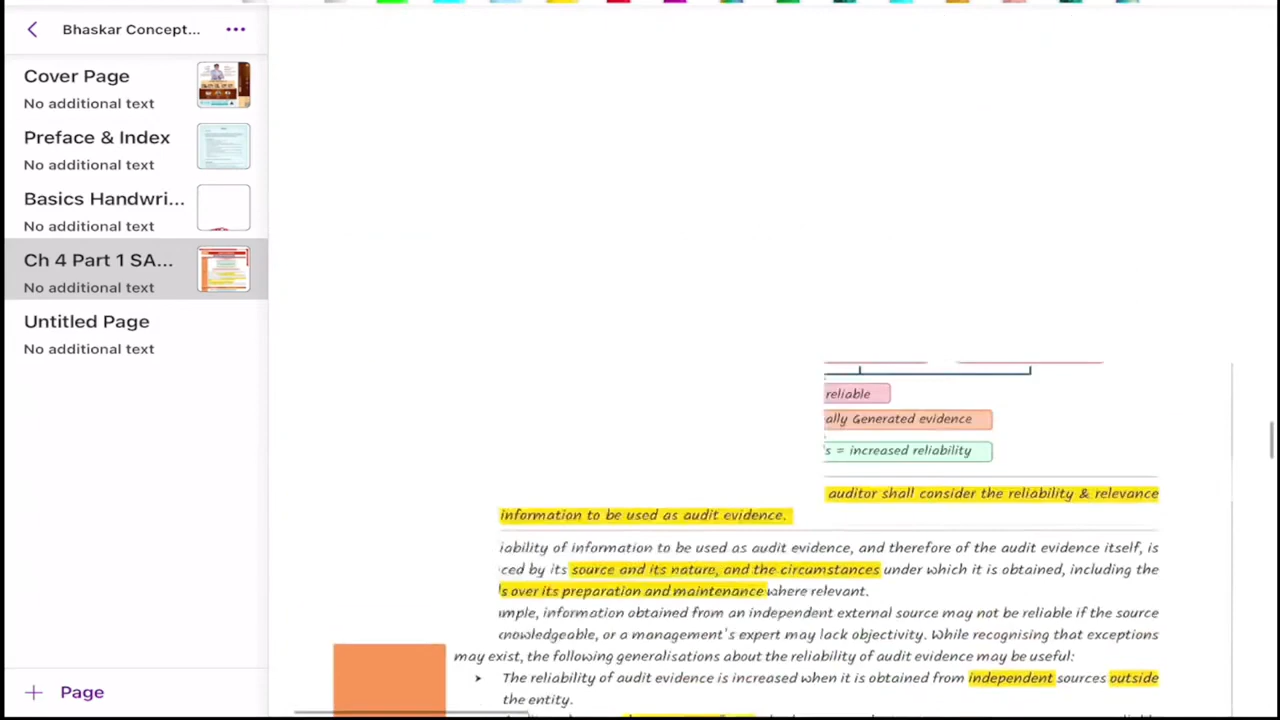 Bhaskar Concept...
Cover Page
No additional text
Preface & Index
No additional text
Basics Handwri...
No additional text
Ch 4 Part 1 SA...
No additional text
Untitled Page
No additional text
Page
reliable
ally Generated evidence
s = increased reliability
auditor shall consider the reliability & relevance
information to be used as audit evidence.
iability of information to be used as audit evidence, and therefore of the audit evidence itself, is
ced by its source and its nature, and the circumstances under which it is obtained, including the
s over its preparation and maintenance where relevant.
mple, information obtained from an independent external source may not be reliable if the source
knowledgeable, or a management's expert may lack objectivity. While recognising that exceptions
may exist, the following generalisations about the reliability of audit evidence may be useful:
➤ The reliability of audit evidence is increased when it is obtained from independent sources outside
the entity.